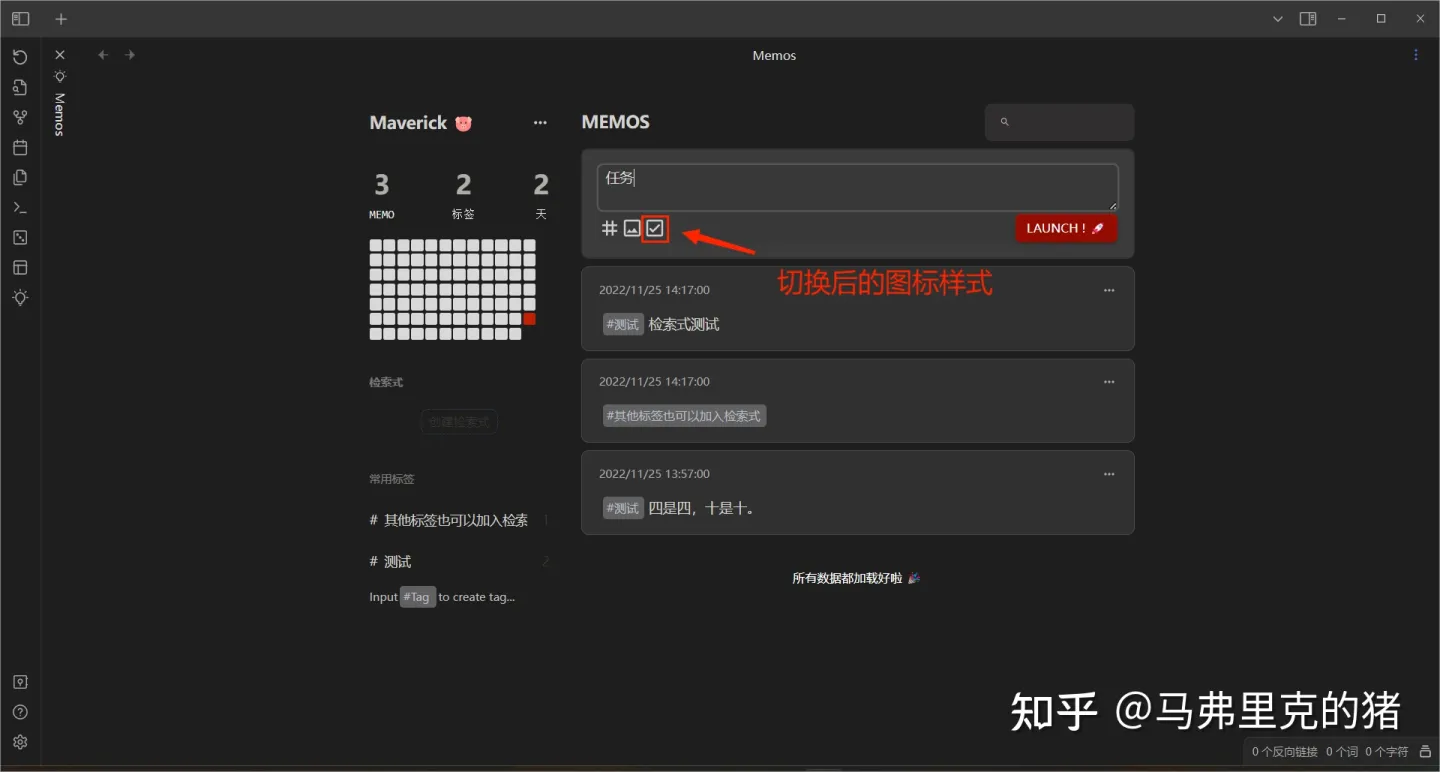 Memos
Memos
Maverick 🐷
3
2
2
MEMO
标签
天
检索式
创建检索式
常用标签
# 其他标签也可以加入检索 1
# 测试 2
Input #Tag to create tag...
MEMOS
任务
LAUNCH ! 🚀
切换后的图标样式
2022/11/25 14:17:00
#测试 检索式测试
2022/11/25 14:17:00
#其他标签也可以加入检索式
2022/11/25 13:57:00
#测试 四是四，十是十。
所有数据都加载好啦 🎉
知乎 @马弗里克的猪
0 个反向链接 0 个词 0 个字符